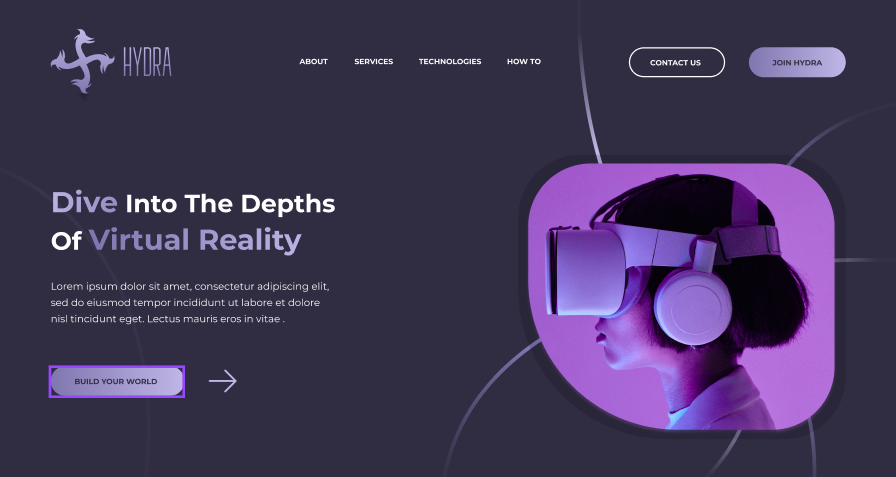 HYDRA
ABOUT SERVICES TECHNOLOGIES HOW TO
CONTACT US
JOIN HYDRA
Dive Into The Depths
Of Virtual Reality
Lorem ipsum dolor sit amet, consectetur adipiscing elit,
sed do eiusmod tempor incididunt ut labore et dolore
nisl tincidunt eget. Lectus mauris eros in vitae .
BUILD YOUR WORLD